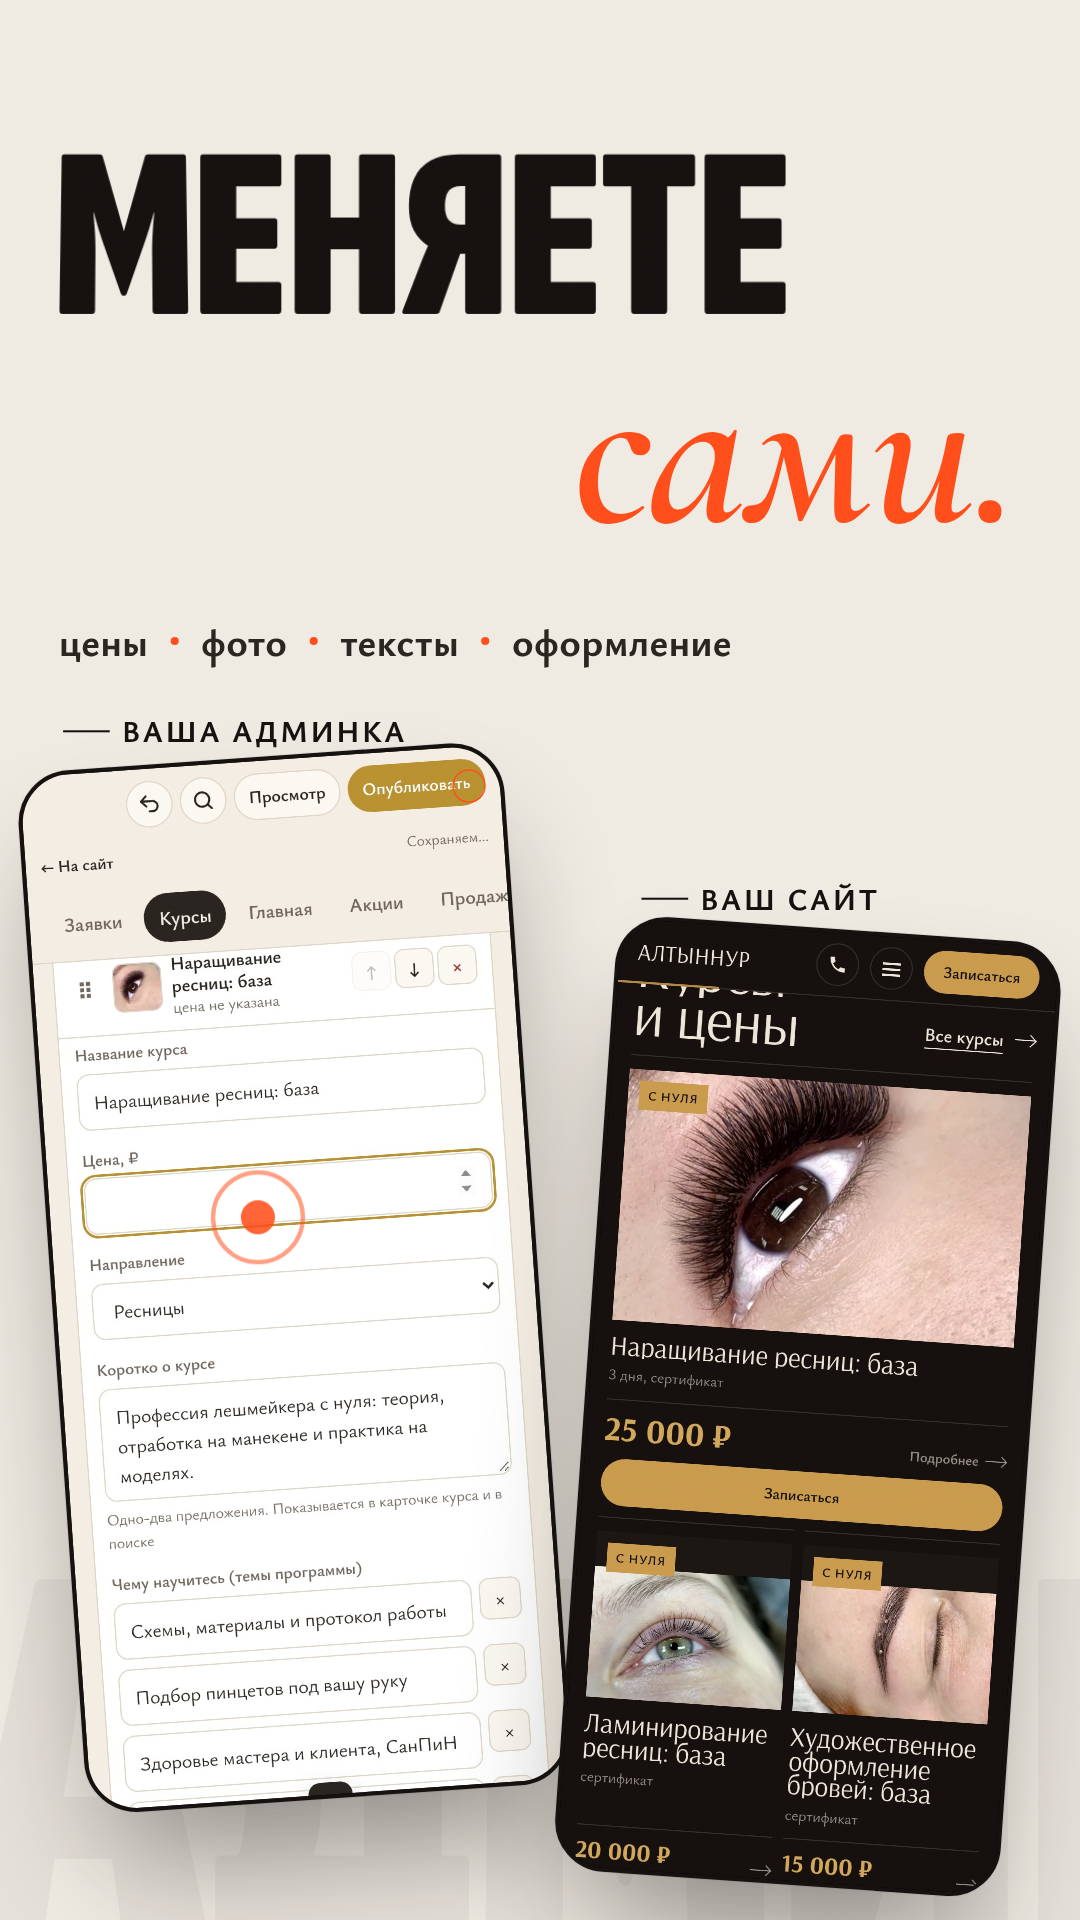 МЕНЯЕТЕ
сами.
цены • фото • тексты • оформление
— ВАША АДМИНКА
Просмотр
Опубликовать
Сохраняем...
← На сайт
Заявки
Курсы
Главная
Акции
Продаж
Наращивание
ресниц: база
цена не указана
↑ ↓ ×
Название курса
Наращивание ресниц: база
Цена, ₽
Направление
Ресницы
Коротко о курсе
Профессия лешмейкера с нуля: теория,
отработка на манекене и практика на
моделях.
Одно-два предложения. Показывается в карточке курса и в
поиске
Чему научитесь (темы программы)
Схемы, материалы и протокол работы ×
Подбор пинцетов под вашу руку ×
Здоровье мастера и клиента, СанПиН ×
— ВАШ САЙТ
АЛТЫННУР
Записаться
Курсы
и цены
Все курсы →
С НУЛЯ
Наращивание ресниц: база
3 дня, сертификат
25 000 ₽
Подробнее →
Записаться
С НУЛЯ
Ламинирование
ресниц: база
сертификат
20 000 ₽ →
С НУЛЯ
Художественное
оформление
бровей: база
сертификат
15 000 ₽ →